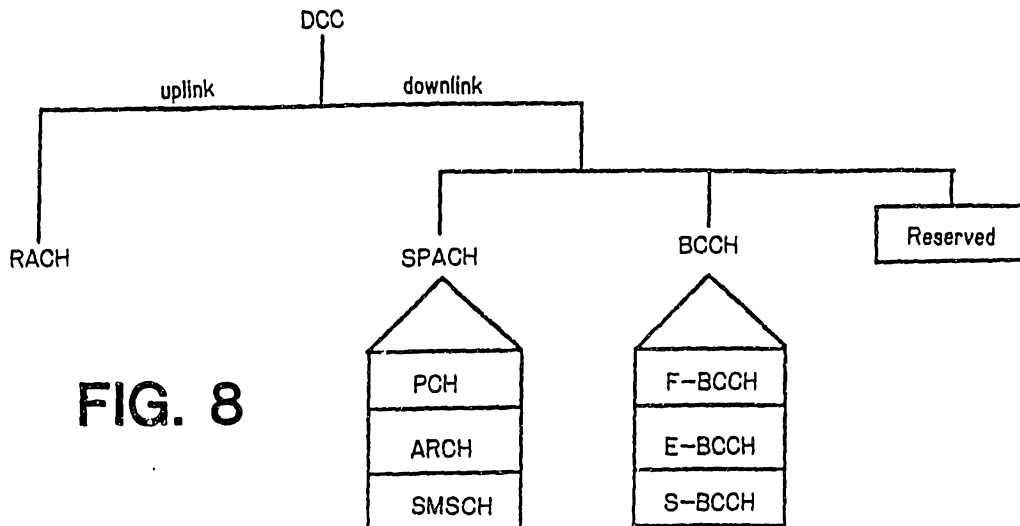 DCC
uplink
downlink
RACH
SPACH
BCCH
Reserved
PCH
ARCH
SMSCH
F-BCCH
E-BCCH
S-BCCH
FIG. 8